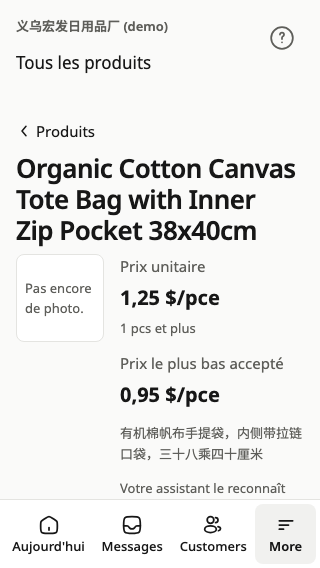 义乌宏发日用品厂 (demo)
Tous les produits
Produits
Organic Cotton Canvas
Tote Bag with Inner
Zip Pocket 38x40cm
Pas encore
de photo.
Prix unitaire
1,25 $/pce
1 pcs et plus
Prix le plus bas accepté
0,95 $/pce
有机棉帆布手提袋，内侧带拉链
口袋，三十八乘四十厘米
Votre assistant le reconnaît
Aujourd'hui
Messages
Customers
More